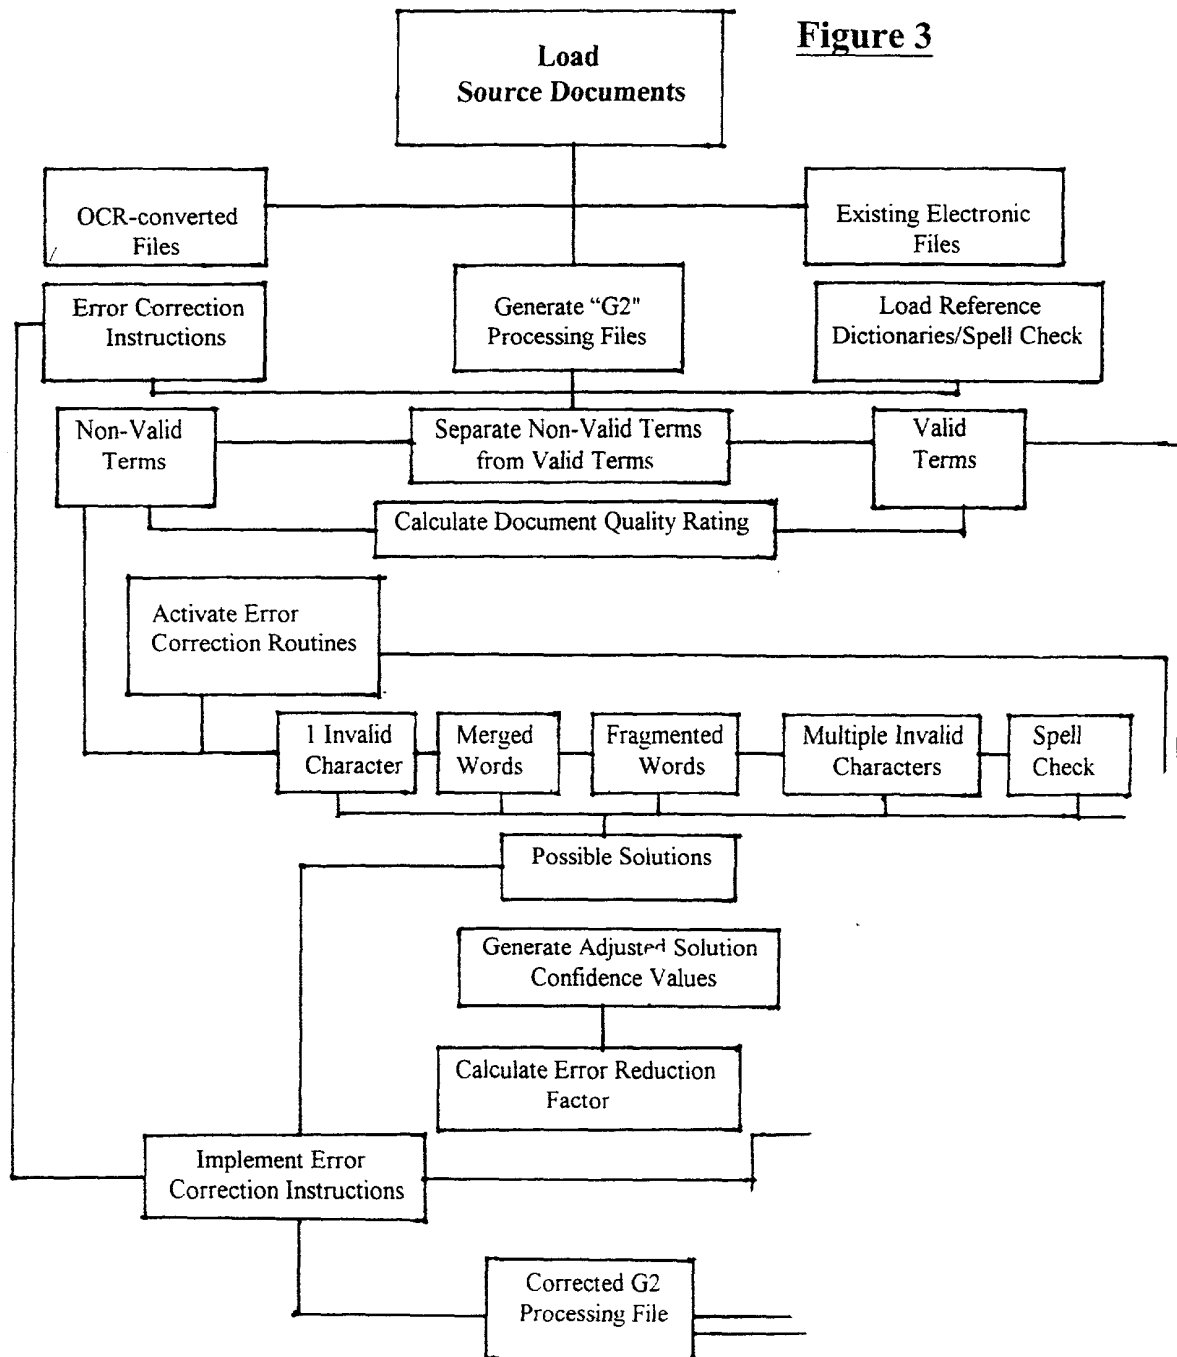 Figure 3
Load
Source Documents
OCR-converted
Files
Existing Electronic
Files
Error Correction
Instructions
Generate “G2"
Processing Files
Load Reference
Dictionaries/Spell Check
Non-Valid
Terms
Separate Non-Valid Terms
from Valid Terms
Valid
Terms
Calculate Document Quality Rating
Activate Error
Correction Routines
1 Invalid
Character
Merged
Words
Fragmented
Words
Multiple Invalid
Characters
Spell
Check
Possible Solutions
Generate Adjusted Solution
Confidence Values
Calculate Error Reduction
Factor
Implement Error
Correction Instructions
Corrected G2
Processing File